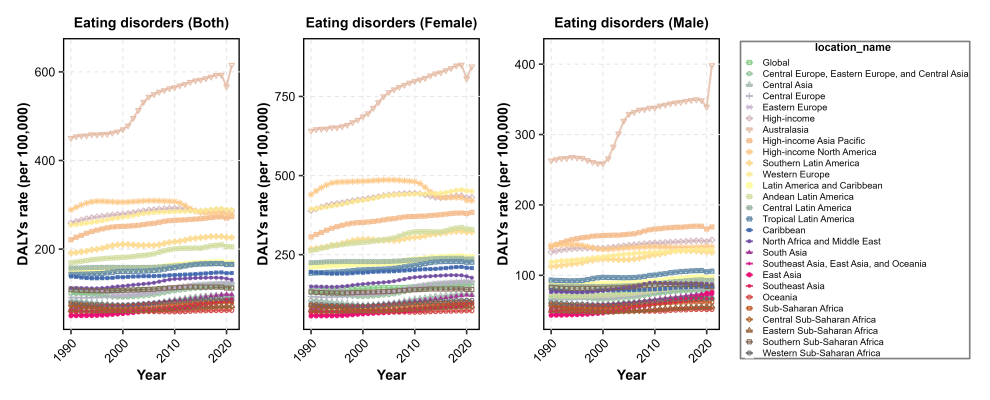 Eating disorders (Both)
Eating disorders (Female)
Eating disorders (Male)
DALYs rate (per 100,000)
600
400
200
1990
2000
2010
2020
Year
DALYs rate (per 100,000)
750
500
250
1990
2000
2010
2020
Year
DALYs rate (per 100,000)
400
300
200
100
1990
2000
2010
2020
Year
location_name
Global
Central Europe, Eastern Europe, and Central Asia
Central Asia
Central Europe
Eastern Europe
High-income
Australasia
High-income Asia Pacific
High-income North America
Southern Latin America
Western Europe
Latin America and Caribbean
Andean Latin America
Central Latin America
Tropical Latin America
Caribbean
North Africa and Middle East
South Asia
Southeast Asia, East Asia, and Oceania
East Asia
Southeast Asia
Oceania
Sub-Saharan Africa
Central Sub-Saharan Africa
Eastern Sub-Saharan Africa
Southern Sub-Saharan Africa
Western Sub-Saharan Africa